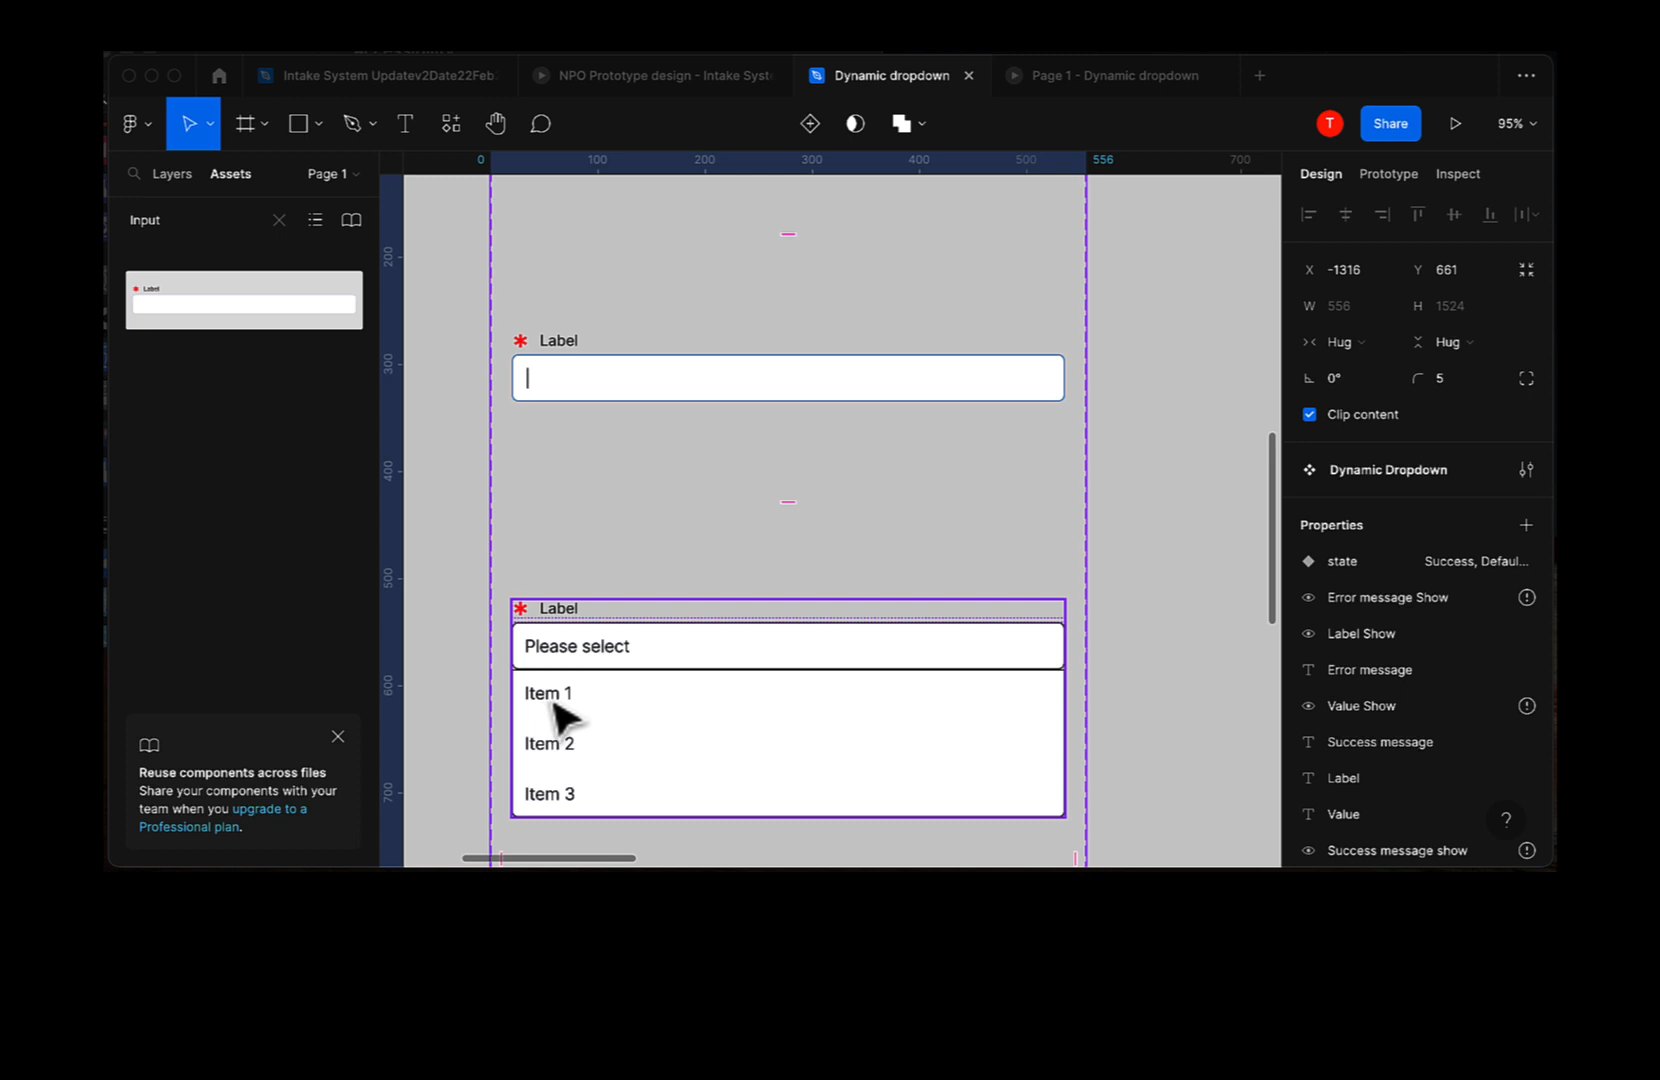 Intake System Updatev2Date22Feb
NPO Prototype design - Intake Syst
Dynamic dropdown
Page 1 - Dynamic dropdown
T
Share
95%
Layers
Assets
Page 1
0
100
200
300
400
500
556
700
Design
Prototype
Inspect
Input
X -1316
Y 661
W 556
H 1524
Hug
Hug
0°
5
Clip content
Label
200
300
400
500
600
700
* Label
* Label
Please select
Item 1
Item 2
Item 3
Dynamic Dropdown
Properties
state
Success, Defaul...
Error message Show
Label Show
Error message
Value Show
Success message
Label
Value
?
Success message show
Reuse components across files
Share your components with your
team when you upgrade to a
Professional plan.